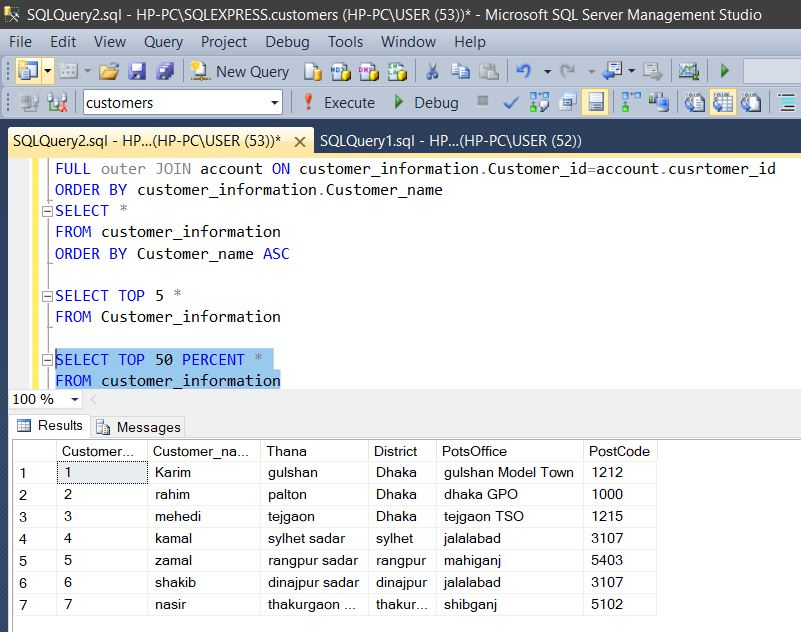 SQLQuery2.sql - HP-PC\SQLEXPRESS.customers (HP-PC\USER (53))* - Microsoft SQL Server Management Studio
File Edit View Query Project Debug Tools Window Help
New Query
customers Execute Debug
SQLQuery2.sql - HP...(HP-PC\USER (53))* SQLQuery1.sql - HP...(HP-PC\USER (52))
FULL outer JOIN account ON customer_information.Customer_id=account.cusrtomer_id
ORDER BY customer_information.Customer_name
SELECT *
FROM customer_information
ORDER BY Customer_name ASC
SELECT TOP 5 *
FROM Customer_information
SELECT TOP 50 PERCENT *
FROM customer_information
100 %
Results Messages
Customer... Customer_na... Thana District PotsOffice PostCode
1 1 Karim gulshan Dhaka gulshan Model Town 1212
2 2 rahim palton Dhaka dhaka GPO 1000
3 3 mehedi tejgaon Dhaka tejgaon TSO 1215
4 4 kamal sylhet sadar sylhet jalalabad 3107
5 5 zamal rangpur sadar rangpur mahiganj 5403
6 6 shakib dinajpur sadar dinajpur jalalabad 3107
7 7 nasir thakurgaon ... thakur... shibganj 5102